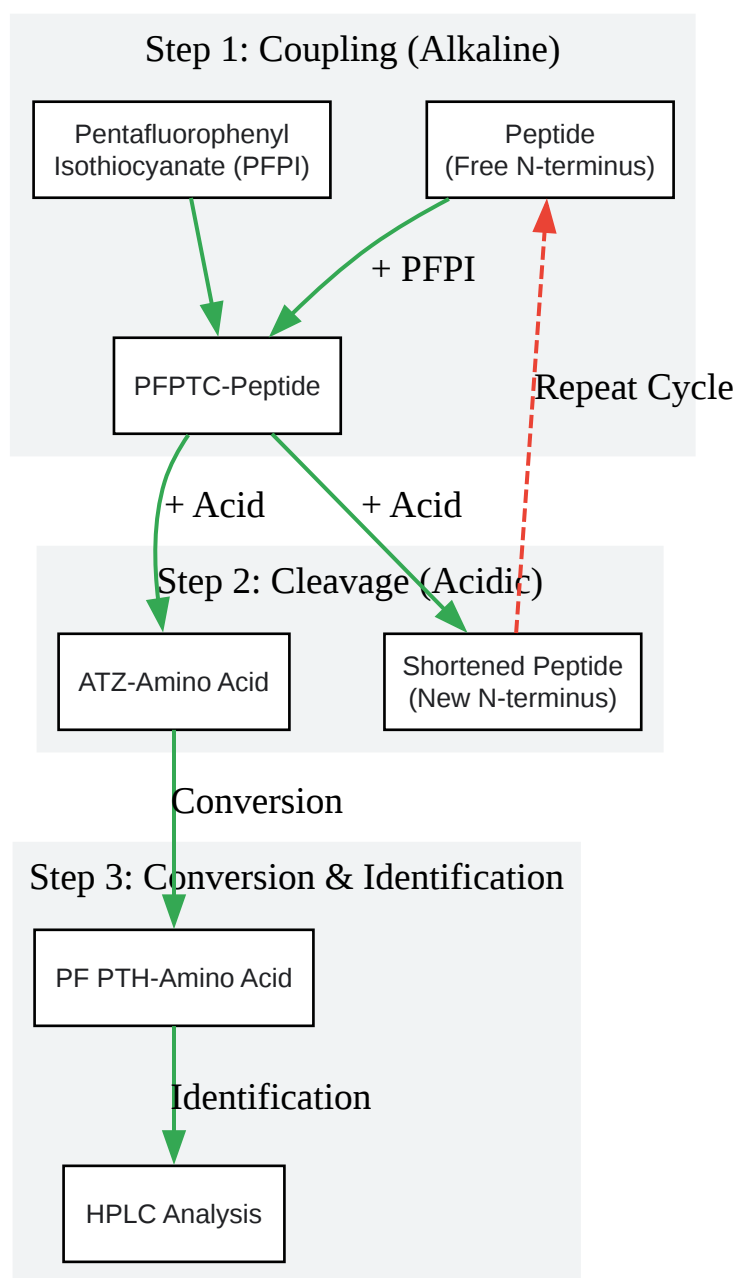 Step 1: Coupling (Alkaline)
Pentafluorophenyl
Isothiocyanate (PFPI)
Peptide
(Free N-terminus)
+ PFPI
PFPTC-Peptide
Repeat Cycle
+ Acid
+ Acid
Step 2: Cleavage (Acidic)
ATZ-Amino Acid
Shortened Peptide
(New N-terminus)
Conversion
Step 3: Conversion & Identification
PF PTH-Amino Acid
Identification
HPLC Analysis